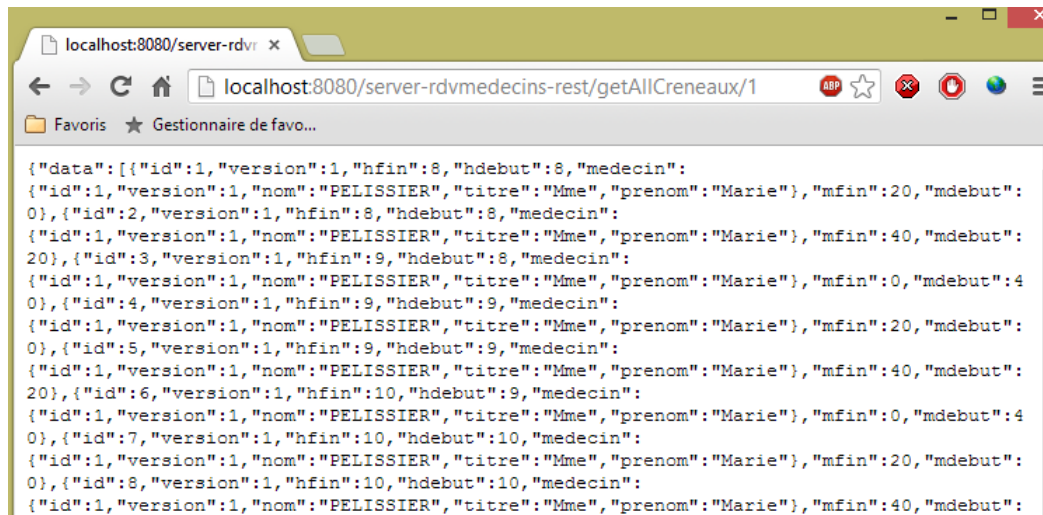 localhost:8080/server-rdvr
localhost:8080/server-rdvmedecins-rest/getAllCreneaux/1
ABP
Favoris
Gestionnaire de favo...
{"data":[{"id":1,"version":1,"hfin":8,"hdebut":8,"medecin":
{"id":1,"version":1,"nom":"PELISSIER","titre":"Mme","prenom":"Marie"},"mfin":20,"mdebut":
0},{"id":2,"version":1,"hfin":8,"hdebut":8,"medecin":
{"id":1,"version":1,"nom":"PELISSIER","titre":"Mme","prenom":"Marie"},"mfin":40,"mdebut":
20},{"id":3,"version":1,"hfin":9,"hdebut":8,"medecin":
{"id":1,"version":1,"nom":"PELISSIER","titre":"Mme","prenom":"Marie"},"mfin":0,"mdebut":4
0},{"id":4,"version":1,"hfin":9,"hdebut":9,"medecin":
{"id":1,"version":1,"nom":"PELISSIER","titre":"Mme","prenom":"Marie"},"mfin":20,"mdebut":
0},{"id":5,"version":1,"hfin":9,"hdebut":9,"medecin":
{"id":1,"version":1,"nom":"PELISSIER","titre":"Mme","prenom":"Marie"},"mfin":40,"mdebut":
20},{"id":6,"version":1,"hfin":10,"hdebut":9,"medecin":
{"id":1,"version":1,"nom":"PELISSIER","titre":"Mme","prenom":"Marie"},"mfin":0,"mdebut":4
0},{"id":7,"version":1,"hfin":10,"hdebut":10,"medecin":
{"id":1,"version":1,"nom":"PELISSIER","titre":"Mme","prenom":"Marie"},"mfin":20,"mdebut":
0},{"id":8,"version":1,"hfin":10,"hdebut":10,"medecin":
{"id":1,"version":1,"nom":"PELISSIER","titre":"Mme","prenom":"Marie"},"mfin":40,"mdebut":